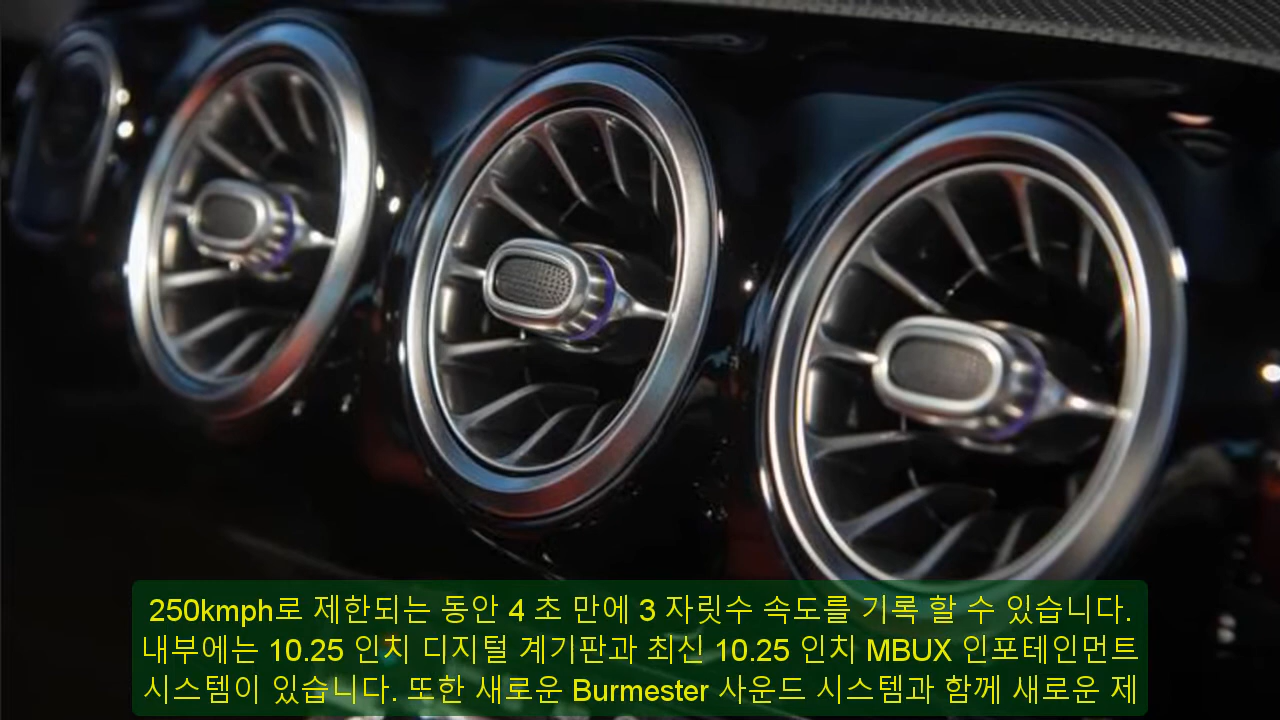 250kmph로 제한되는 동안 4 초 만에 3 자릿수 속도를 기록 할 수 있습니다.
내부에는 10.25 인치 디지털 계기판과 최신 10.25 인치 MBUX 인포테인먼트
시스템이 있습니다. 또한 새로운 Burmester 사운드 시스템과 함께 새로운 제